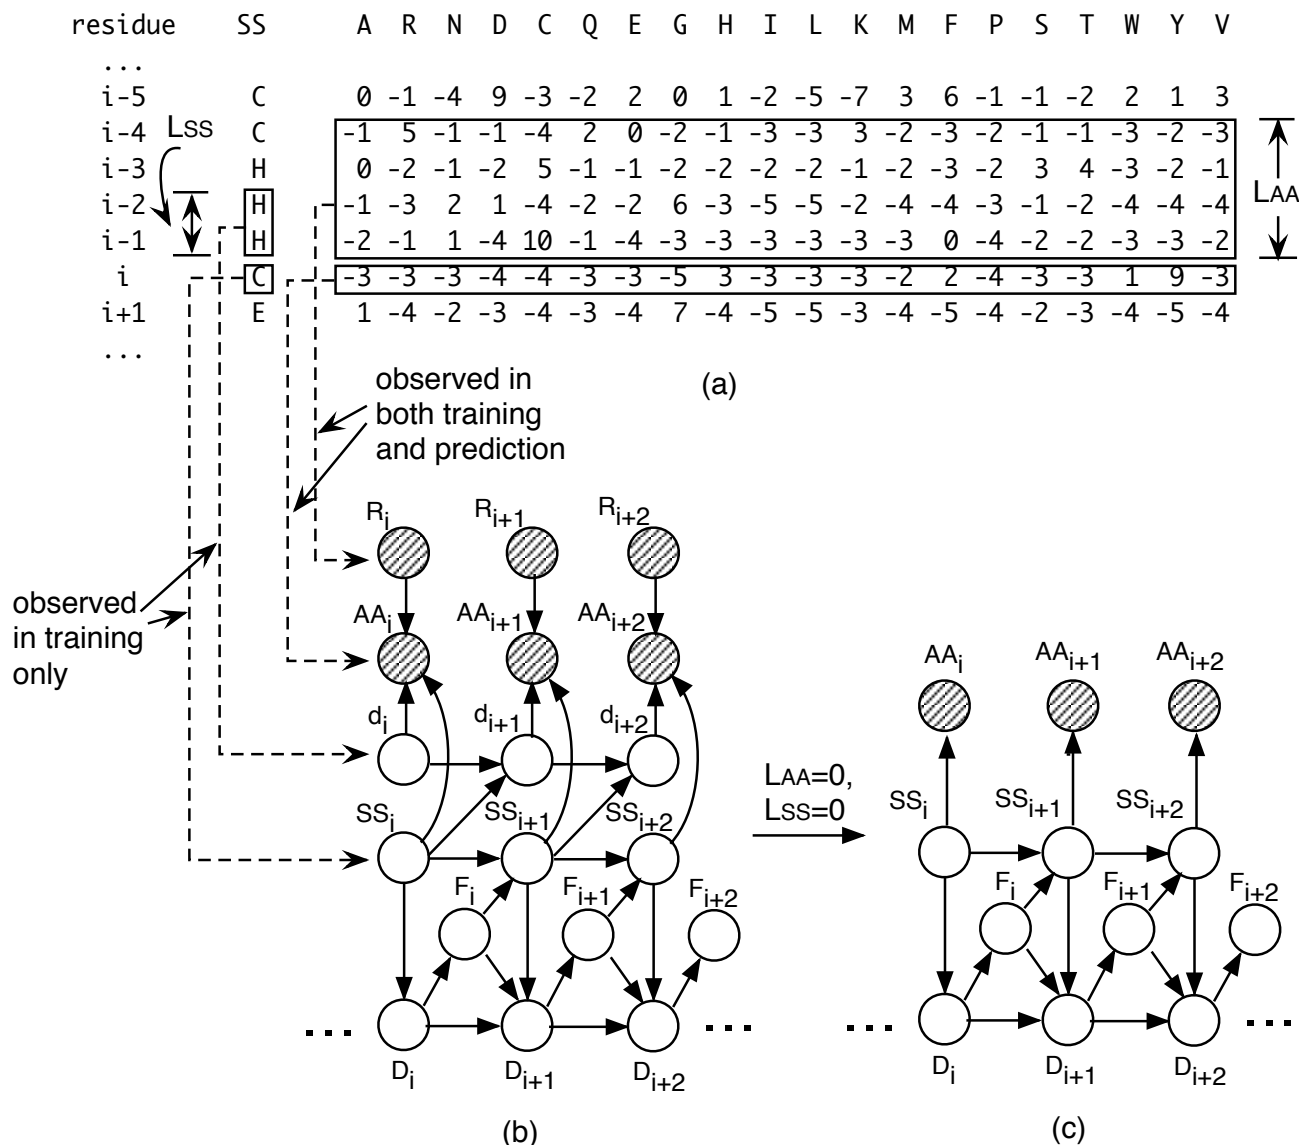 residue SS A R N D C Q E G H I L K M F P S T W Y V
...
i-5 C 0 -1 -4 9 -3 -2 2 0 1 -2 -5 -7 3 6 -1 -1 -2 2 1 3
i-4 C -1 5 -1 -1 -4 2 0 -2 -1 -3 -3 3 -2 -3 -2 -1 -1 -3 -2 -3
i-3 H 0 -2 -1 -2 5 -1 -1 -2 -2 -2 -2 -1 -2 -3 -2 3 4 -3 -2 -1
i-2 H -1 -3 2 1 -4 -2 -2 6 -3 -5 -5 -2 -4 -4 -3 -1 -2 -4 -4 -4
i-1 H -2 -1 1 -4 10 -1 -4 -3 -3 -3 -3 -3 -3 0 -4 -2 -2 -3 -3 -2
i C -3 -3 -3 -4 -4 -3 -3 -5 3 -3 -3 -3 -2 2 -4 -3 -3 1 9 -3
i+1 E 1 -4 -2 -3 -4 -3 -4 7 -4 -5 -5 -3 -4 -5 -4 -2 -3 -4 -5 -4
...
LSS
LAA
(a)
observed in
both training
and prediction
observed
in training
only
Ri Ri+1 Ri+2
AAi AAi+1 AAi+2
di di+1 di+2
SSi SSi+1 SSi+2
Fi Fi+1 Fi+2
... ...
Di Di+1 Di+2
(b)
LAA=0,
LSS=0
AAi AAi+1 AAi+2
SSi SSi+1 SSi+2
Fi Fi+1 Fi+2
... ...
Di Di+1 Di+2
(c)